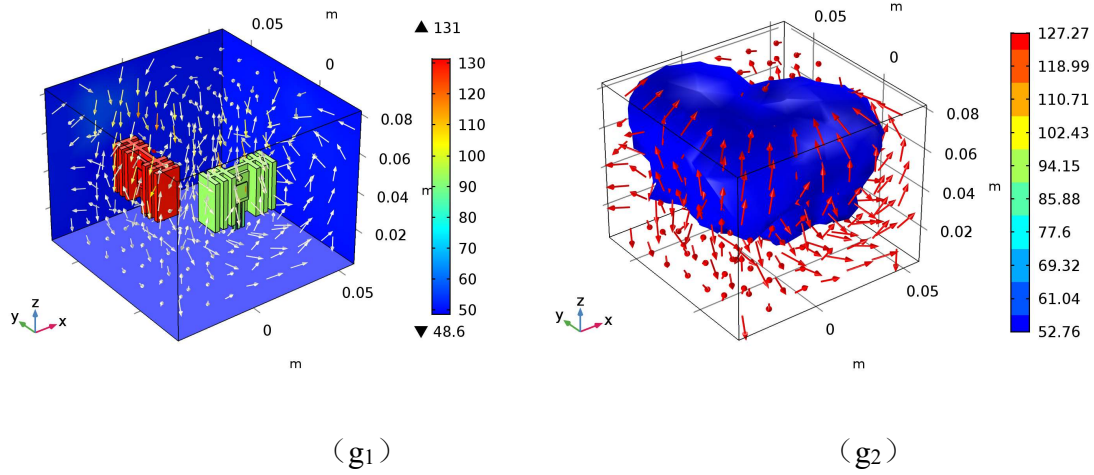 m
0.05
▲ 131
0
130
120
0.08
110
0.06
100
0.04
90
m
0.02
80
70
60
0.05
50
▼ 48.6
0
m
z
y
x
m
0.05
0
127.27
118.99
0.08
110.71
0.06
102.43
94.15
0.04
85.88
m
0.02
77.6
69.32
61.04
0.05
52.76
0
m
z
y
x
（g1）
（g2）